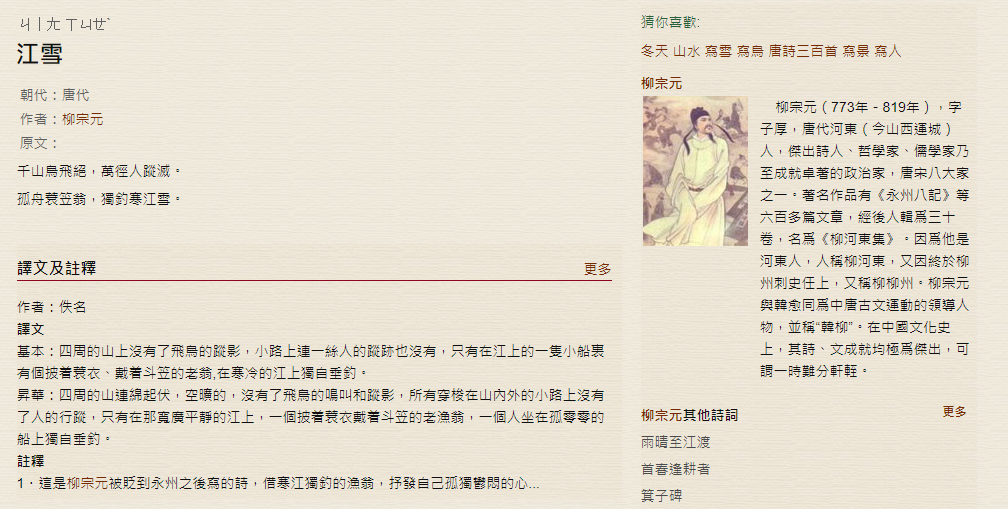 ㄐㄧㄤ ㄒㄩㄝˇ
江雪
朝代：唐代
作者：柳宗元
原文：
千山鳥飛絕，萬徑人蹤滅。
孤舟蓑笠翁，獨釣寒江雪。
譯文及註釋 更多
作者：佚名
譯文
基本：四周的山上沒有了飛鳥的蹤影，小路上連一絲人的蹤跡也沒有，只有在江上的一隻小船裏
有個披着蓑衣、戴着斗笠的老翁,在寒冷的江上獨自垂釣。
昇華：四周的山連綿起伏，空曠的，沒有了飛鳥的鳴叫和蹤影，所有穿梭在山內外的小路上沒有
了人的行蹤，只有在那寬廣平靜的江上，一個披着蓑衣戴着斗笠的老漁翁，一個人坐在孤零零的
船上獨自垂釣。
註釋
1．這是柳宗元被貶到永州之後寫的詩，借寒江獨釣的漁翁，抒發自己孤獨鬱悶的心...
猜你喜歡:
冬天 山水 寫雪 寫鳥 唐詩三百首 寫景 寫人
柳宗元
柳宗元（773年－819年），字
子厚，唐代河東（今山西運城）
人，傑出詩人、哲學家、儒學家乃
至成就卓著的政治家，唐宋八大家
之一。著名作品有《永州八記》等
六百多篇文章，經後人輯爲三十
卷，名爲《柳河東集》。因爲他是
河東人，人稱柳河東，又因終於柳
州刺史任上，又稱柳柳州。柳宗元
與韓愈同爲中唐古文運動的領導人
物，並稱“韓柳”。在中國文化史
上，其詩、文成就均極爲傑出，可
謂一時難分軒輊。
柳宗元其他詩詞 更多
雨晴至江渡
首春逢耕者
箕子碑